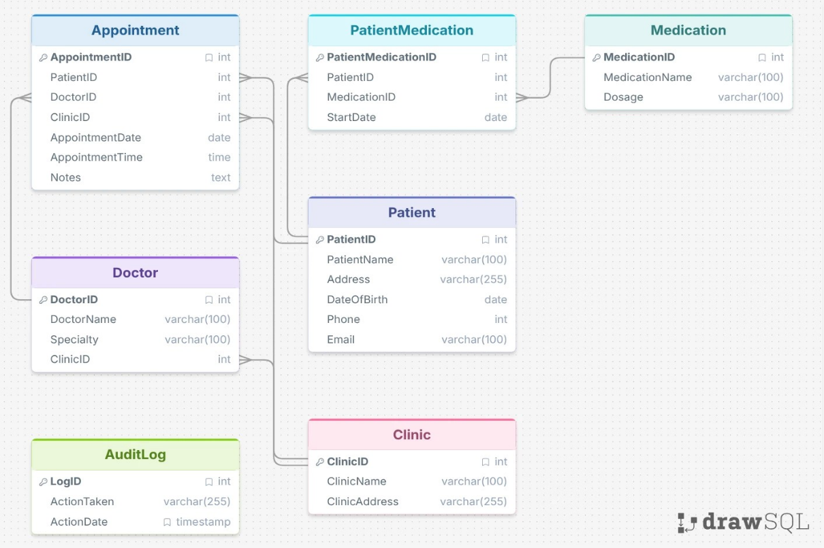 Appointment
AppointmentID int
PatientID int
DoctorID int
ClinicID int
AppointmentDate date
AppointmentTime time
Notes text
PatientMedication
PatientMedicationID int
PatientID int
MedicationID int
StartDate date
Medication
MedicationID int
MedicationName varchar(100)
Dosage varchar(100)
Patient
PatientID int
PatientName varchar(100)
Address varchar(255)
DateOfBirth date
Phone int
Email varchar(100)
Doctor
DoctorID int
DoctorName varchar(100)
Specialty varchar(100)
ClinicID int
Clinic
ClinicID int
ClinicName varchar(100)
ClinicAddress varchar(255)
AuditLog
LogID int
ActionTaken varchar(255)
ActionDate timestamp
drawSQL